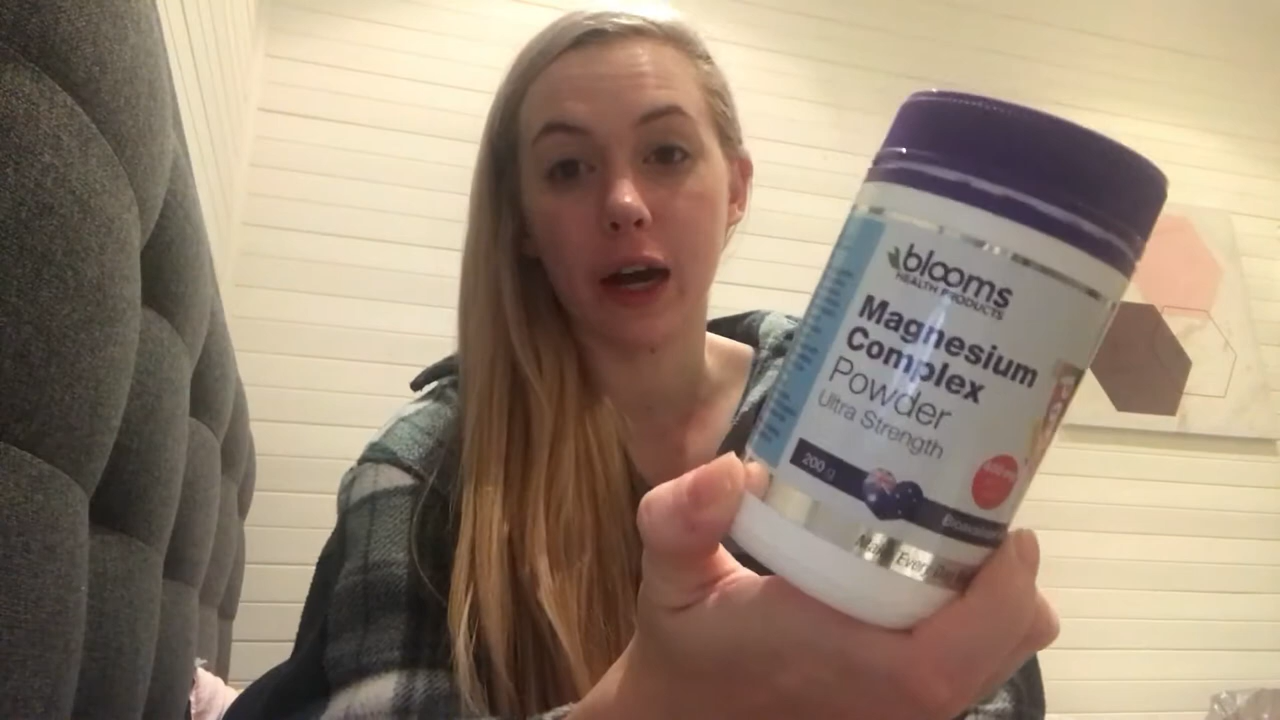 blooms
HEALTH PRODUCTS
Magnesium
Complex
Powder
Ultra Strength
200 g